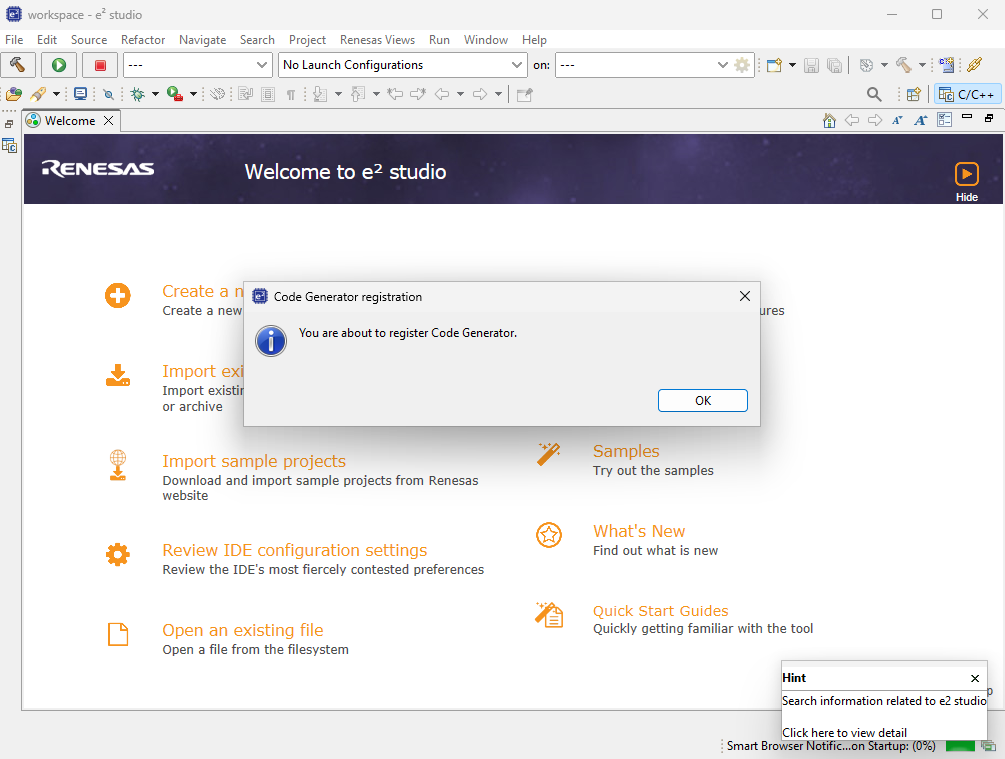 workspace - e² studio
File Edit Source Refactor Navigate Search Project Renesas Views Run Window Help
--- No Launch Configurations on: ---
C/C++
Welcome
RENESAS
Welcome to e² studio
Hide
Create a n
Create a new
ures
Code Generator registration
You are about to register Code Generator.
OK
Import exi
Import existin
or archive
Import sample projects
Download and import sample projects from Renesas
website
Samples
Try out the samples
Review IDE configuration settings
Review the IDE's most fiercely contested preferences
What's New
Find out what is new
Open an existing file
Open a file from the filesystem
Quick Start Guides
Quickly getting familiar with the tool
Hint
Search information related to e2 studio
Click here to view detail
p
Smart Browser Notific...on Startup: (0%)